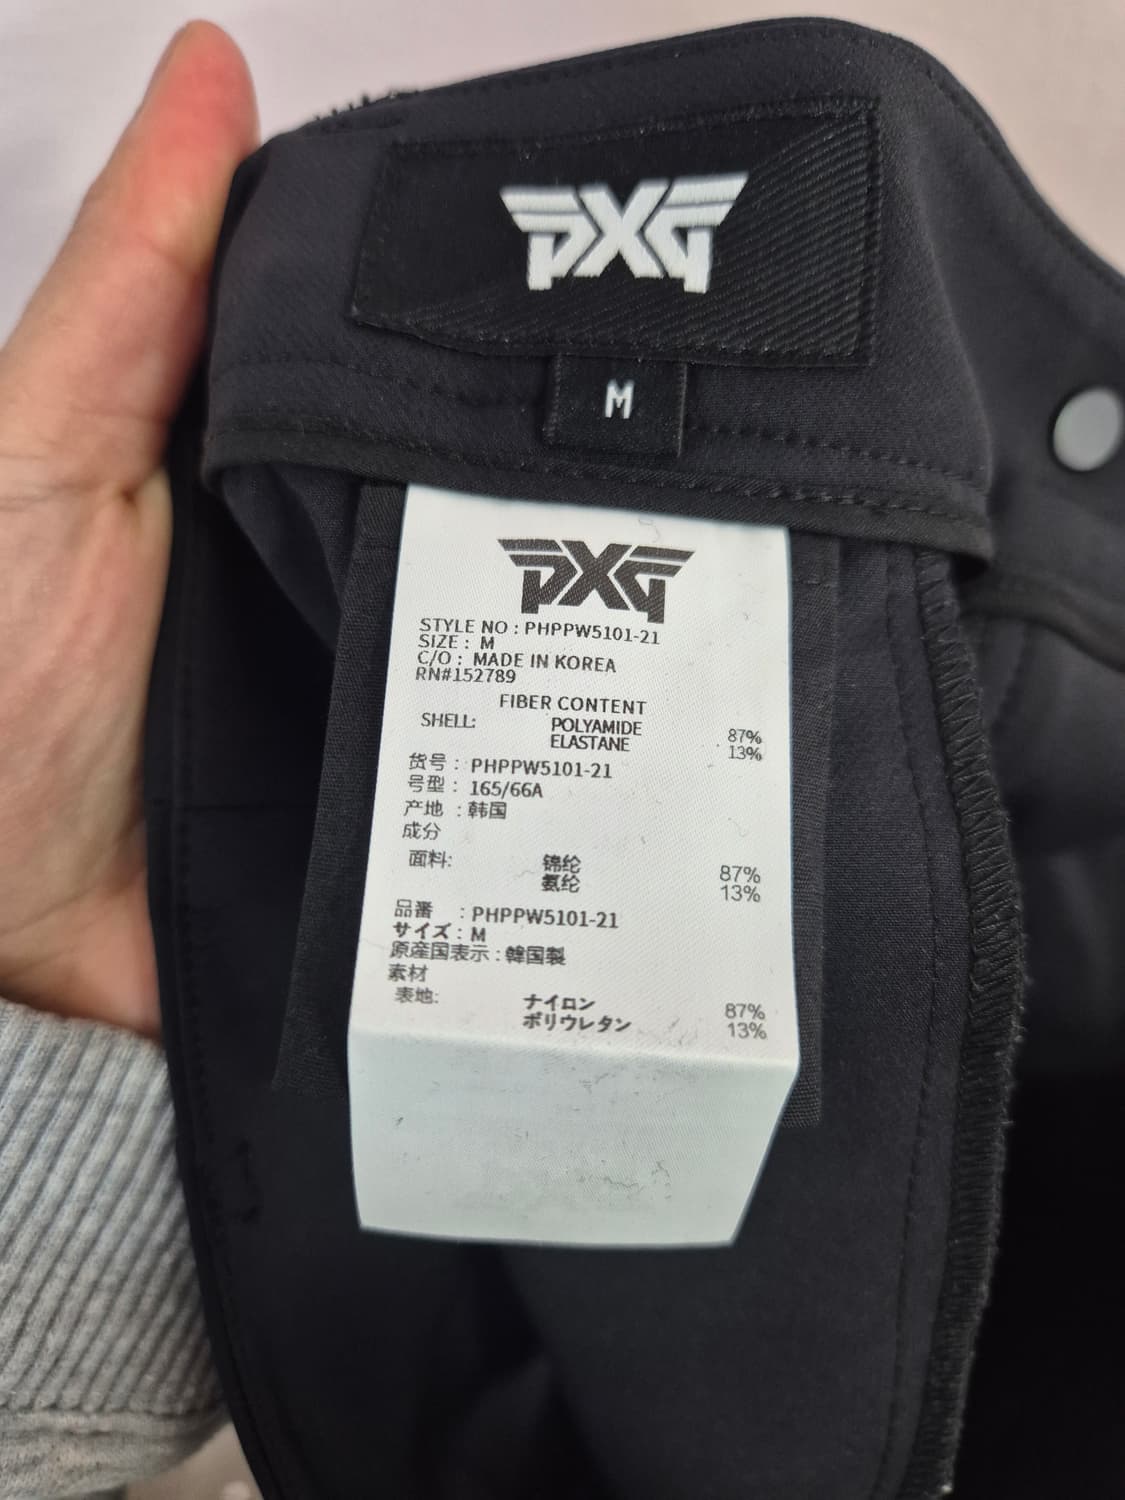 PXG
M
PXG
STYLE NO : PHPPW5101-21
SIZE : M
C/O : MADE IN KOREA
RN#152789
FIBER CONTENT
SHELL: POLYAMIDE 87%
ELASTANE 13%
货号 : PHPPW5101-21
号型 : 165/66A
产地 : 韩国
成分
面料: 锦纶 87%
氨纶 13%
品番 : PHPPW5101-21
サイズ : M
原産国表示 : 韓国製
素材
表地: ナイロン 87%
ポリウレタン 13%